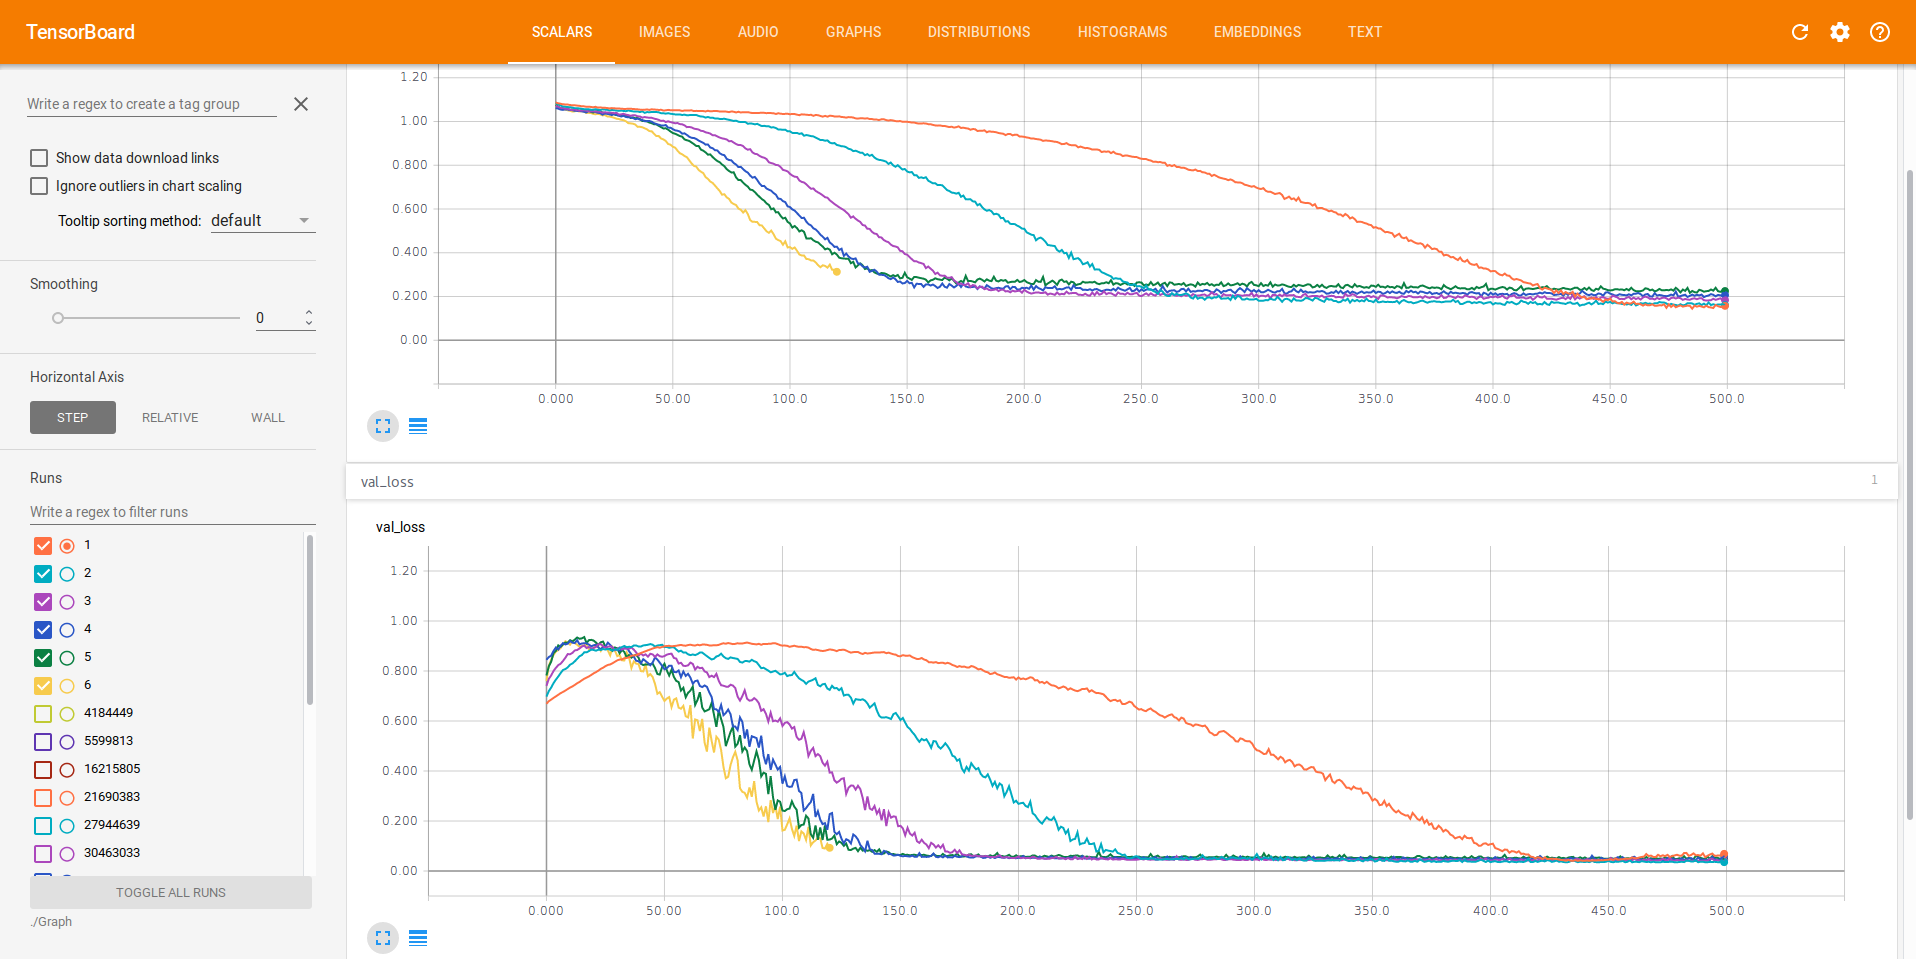 TensorBoard
SCALARS IMAGES AUDIO GRAPHS DISTRIBUTIONS HISTOGRAMS EMBEDDINGS TEXT
Write a regex to create a tag group
Show data download links
Ignore outliers in chart scaling
Tooltip sorting method: default
Smoothing
0
Horizontal Axis
STEP RELATIVE WALL
Runs
Write a regex to filter runs
1
2
3
4
5
6
4184449
5599813
16215805
21690383
27944639
30463033
TOGGLE ALL RUNS
./Graph
1.20
1.00
0.800
0.600
0.400
0.200
0.00
0.000 50.00 100.0 150.0 200.0 250.0 300.0 350.0 400.0 450.0 500.0
val_loss 1
val_loss
1.20
1.00
0.800
0.600
0.400
0.200
0.00
0.000 50.00 100.0 150.0 200.0 250.0 300.0 350.0 400.0 450.0 500.0